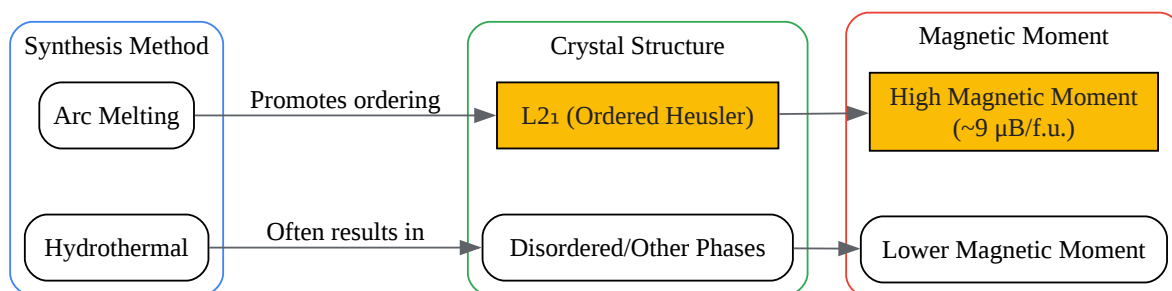 Synthesis Method
Crystal Structure
Magnetic Moment
Arc Melting
Promotes ordering
L2₁ (Ordered Heusler)
High Magnetic Moment
(~9 μB/f.u.)
Hydrothermal
Often results in
Disordered/Other Phases
Lower Magnetic Moment